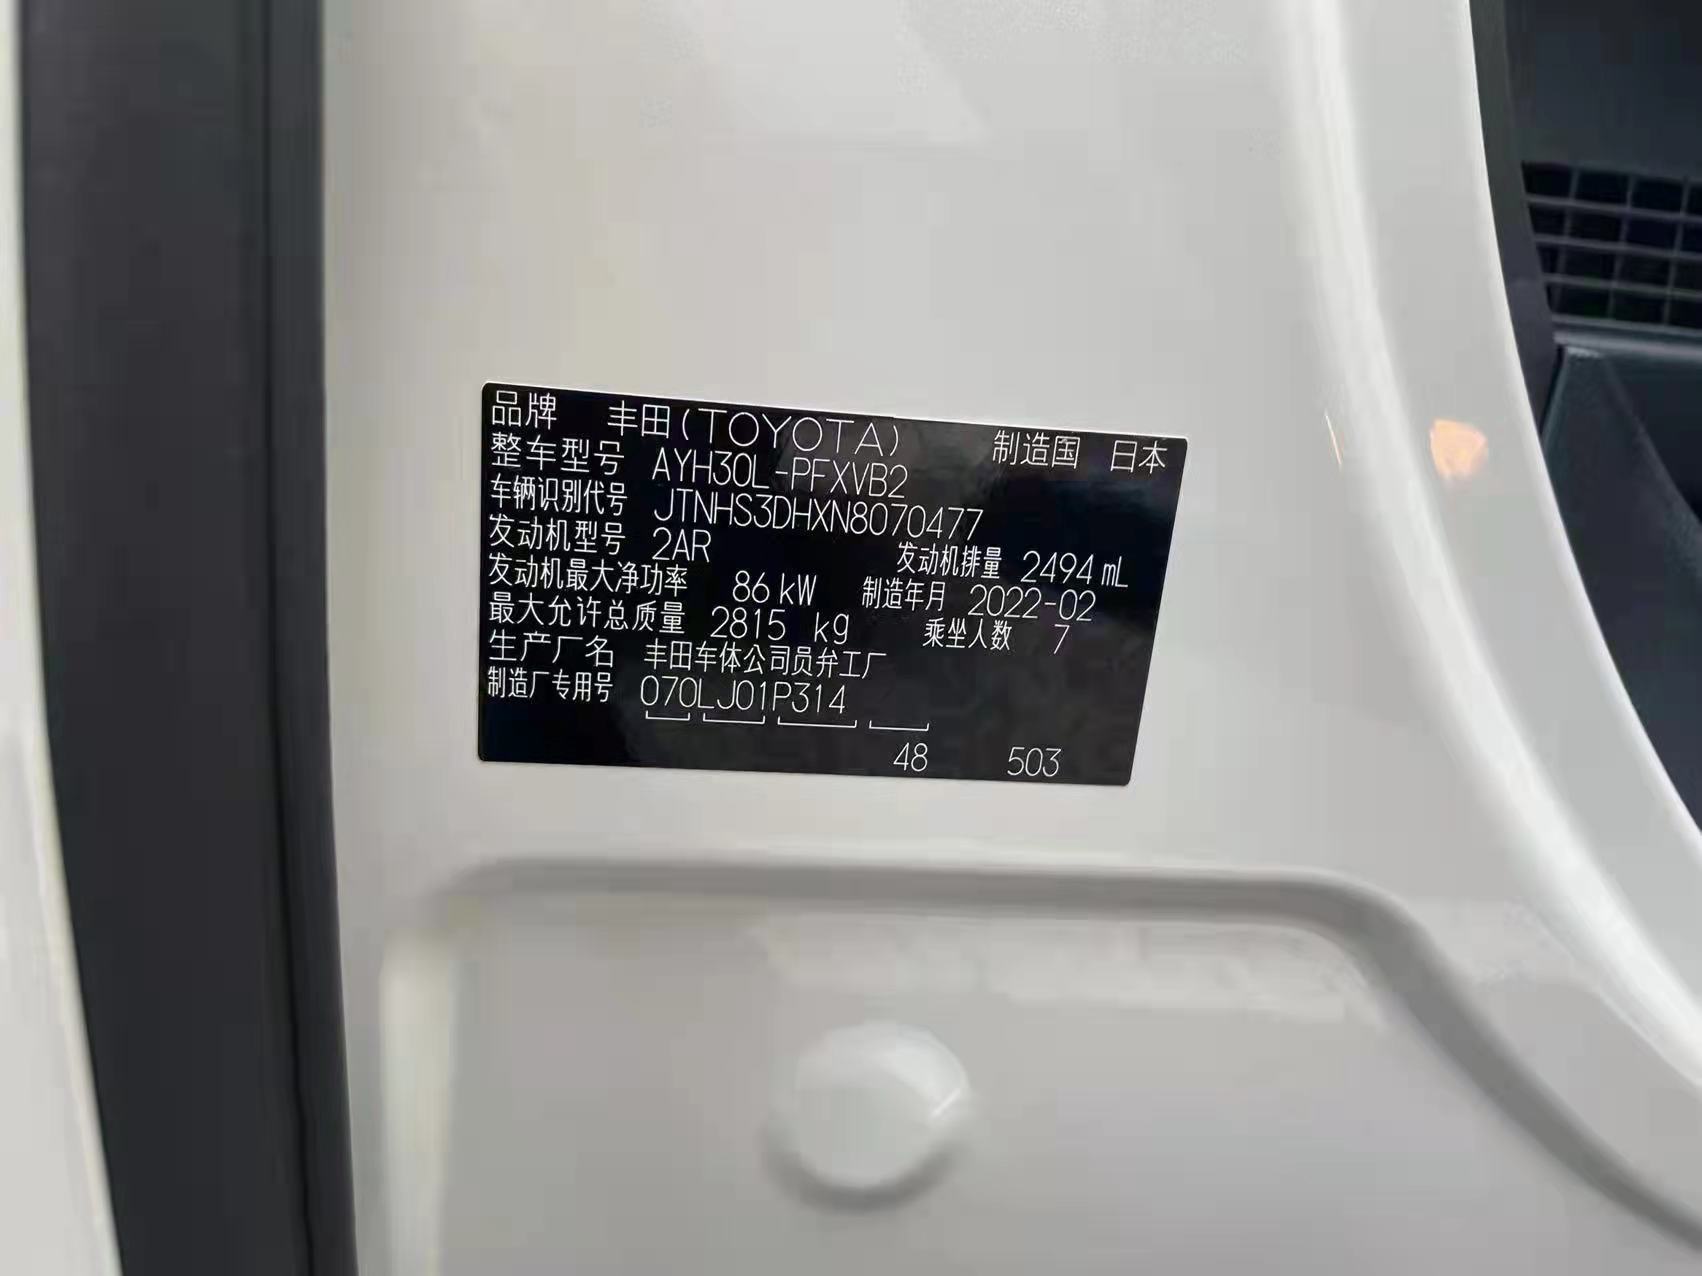 品牌 丰田(TOYOTA) 制造国 日本
整车型号 AYH30L-PFXVB2
车辆识别代号 JTNHS3DHXN8070477
发动机型号 2AR 发动机排量 2494 mL
发动机最大净功率 86 kW 制造年月 2022-02
最大允许总质量 2815 kg 乘坐人数 7
生产厂名 丰田车体公司员弁工厂
制造厂专用号 070LJ01P314
48 503